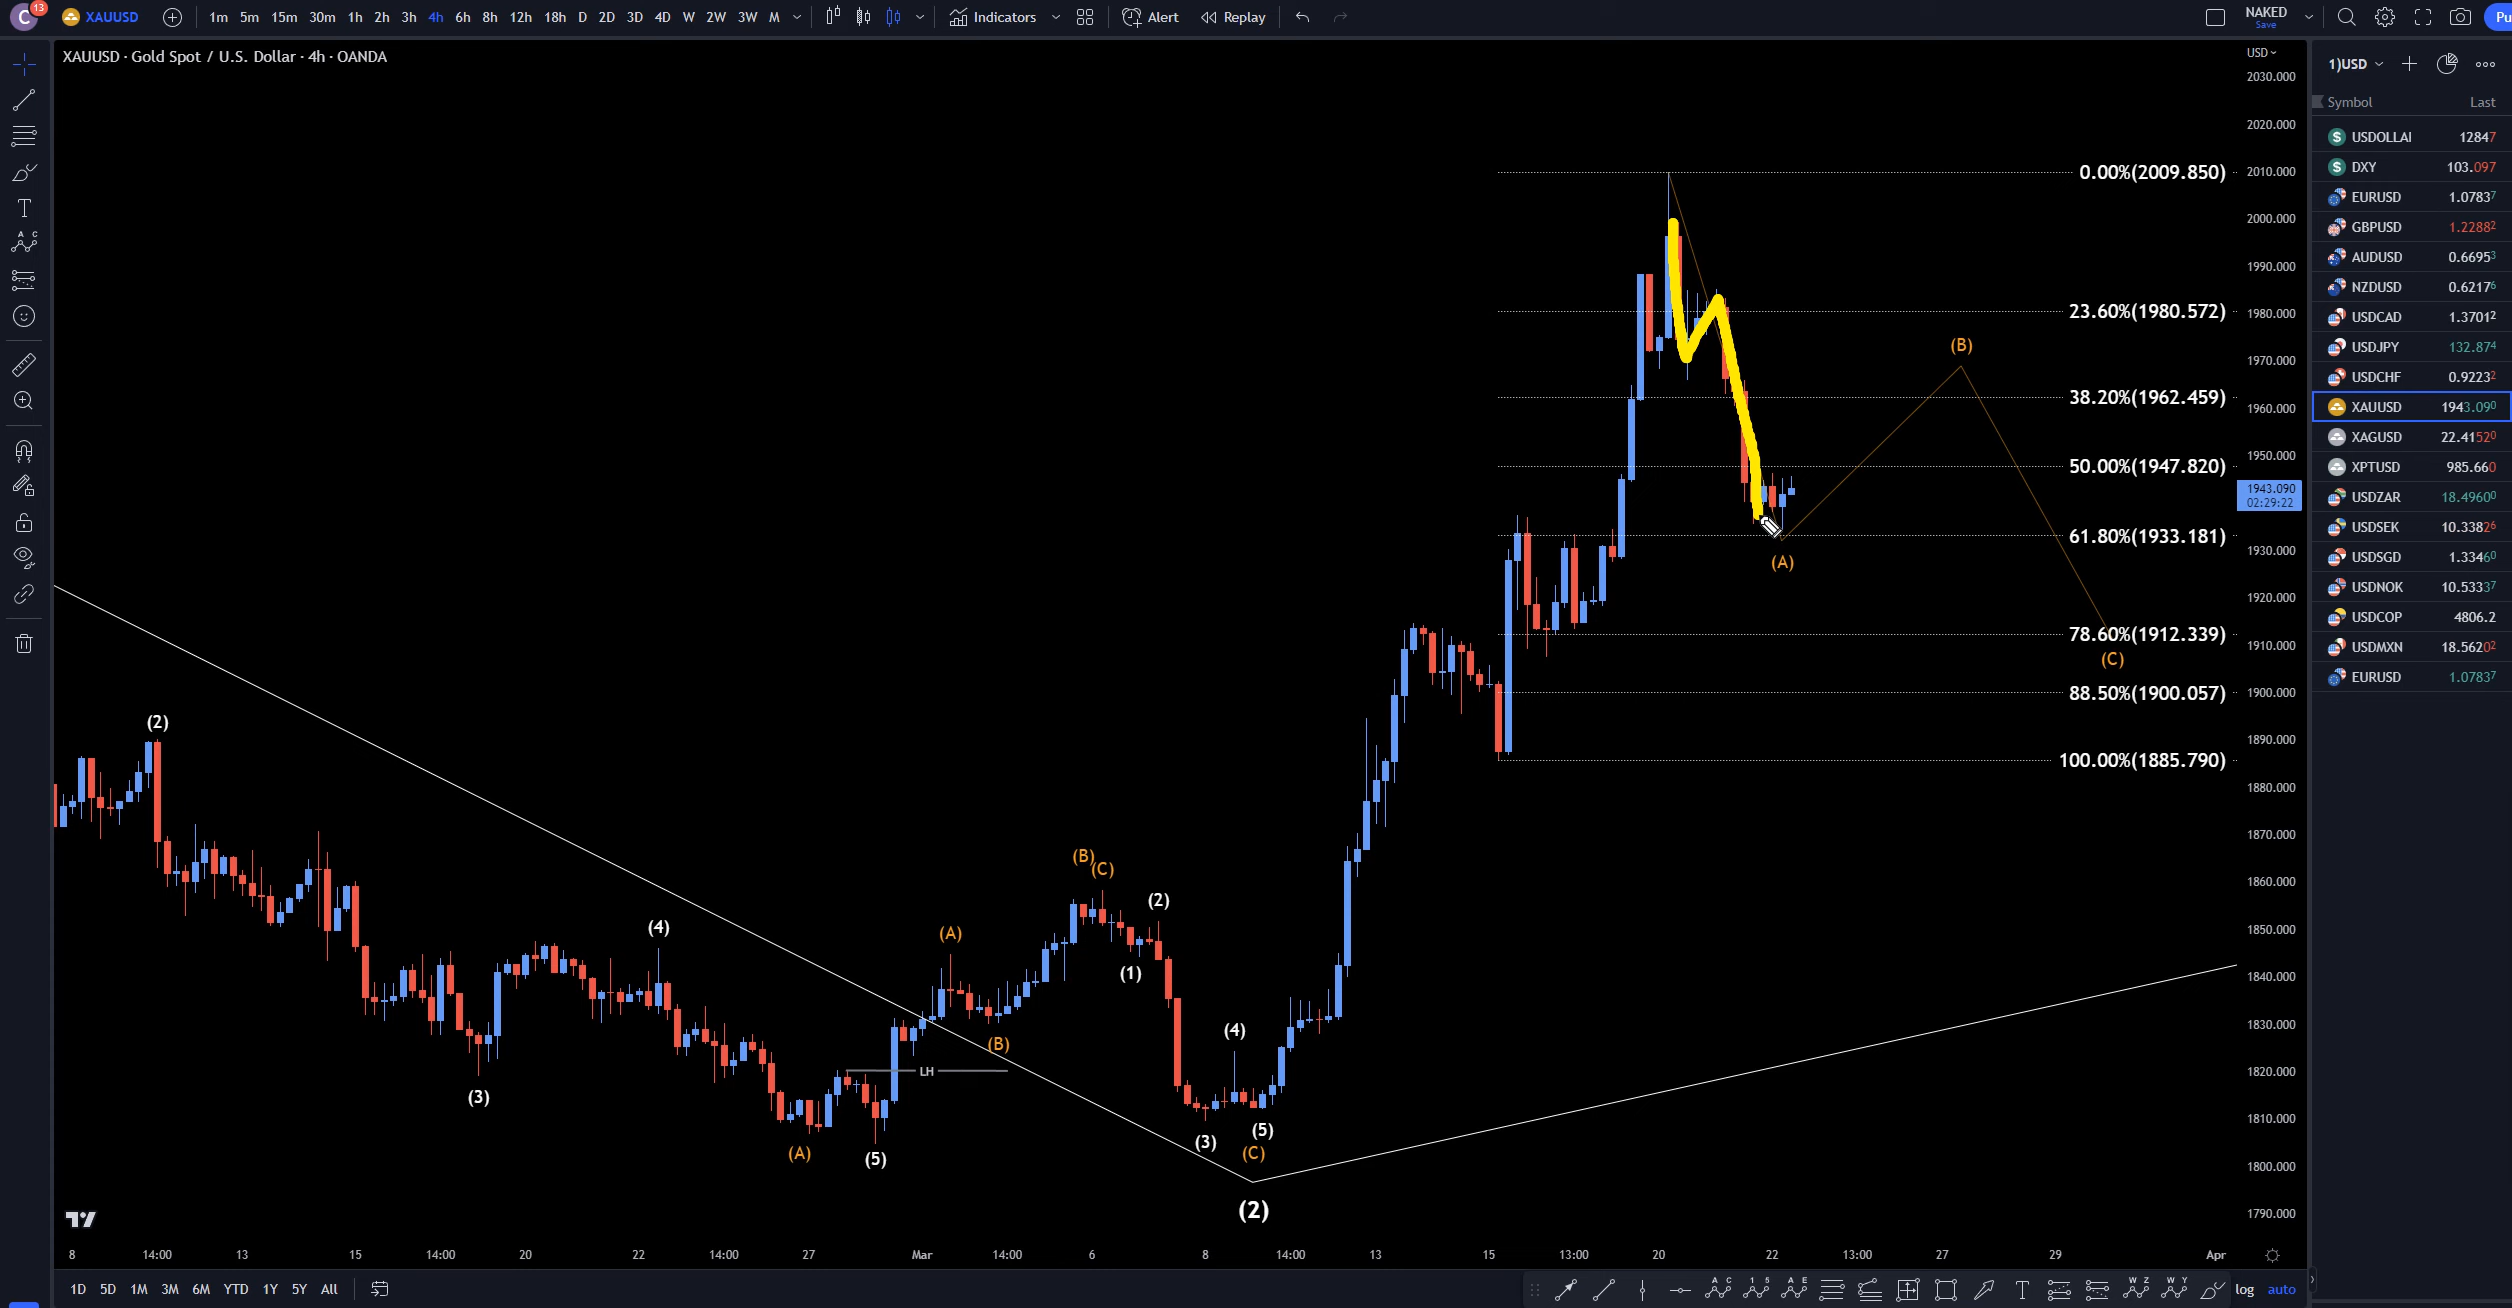 C 13 XAUUSD 1m 5m 15m 30m 1h 2h 3h 4h 6h 8h 12h 18h D 2D 3D 4D W 2W 3W M Indicators Alert Replay NAKED Save Pu
XAUUSD · Gold Spot / U.S. Dollar · 4h · OANDA
USD
2030.000
2020.000
2010.000
2000.000
1990.000
1980.000
1970.000
1960.000
1950.000
1943.090
02:29:22
1930.000
1920.000
1910.000
1900.000
1890.000
1880.000
1870.000
1860.000
1850.000
1840.000
1830.000
1820.000
1810.000
1800.000
1790.000
0.00%(2009.850)
23.60%(1980.572)
38.20%(1962.459)
50.00%(1947.820)
61.80%(1933.181)
78.60%(1912.339)
88.50%(1900.057)
100.00%(1885.790)
(B)
(A)
(C)
(2)
(3)
(4)
(A)
(5)
LH
(A)
(B)
(B)
(C)
(2)
(1)
(4)
(3)
(5)
(C)
(2)
8 14:00 13 15 14:00 20 22 14:00 27 Mar 14:00 6 8 14:00 13 15 13:00 20 22 13:00 27 29 Apr
1D 5D 1M 3M 6M YTD 1Y 5Y All
log auto
1)USD
Symbol Last
USDOLLAI 12847
DXY 103.097
EURUSD 1.07837
GBPUSD 1.22882
AUDUSD 0.66953
NZDUSD 0.62176
USDCAD 1.37012
USDJPY 132.874
USDCHF 0.92232
XAUUSD 1943.090
XAGUSD 22.41520
XPTUSD 985.660
USDZAR 18.49600
USDSEK 10.33826
USDSGD 1.33460
USDNOK 10.53337
USDCOP 4806.2
USDMXN 18.56202
EURUSD 1.07837